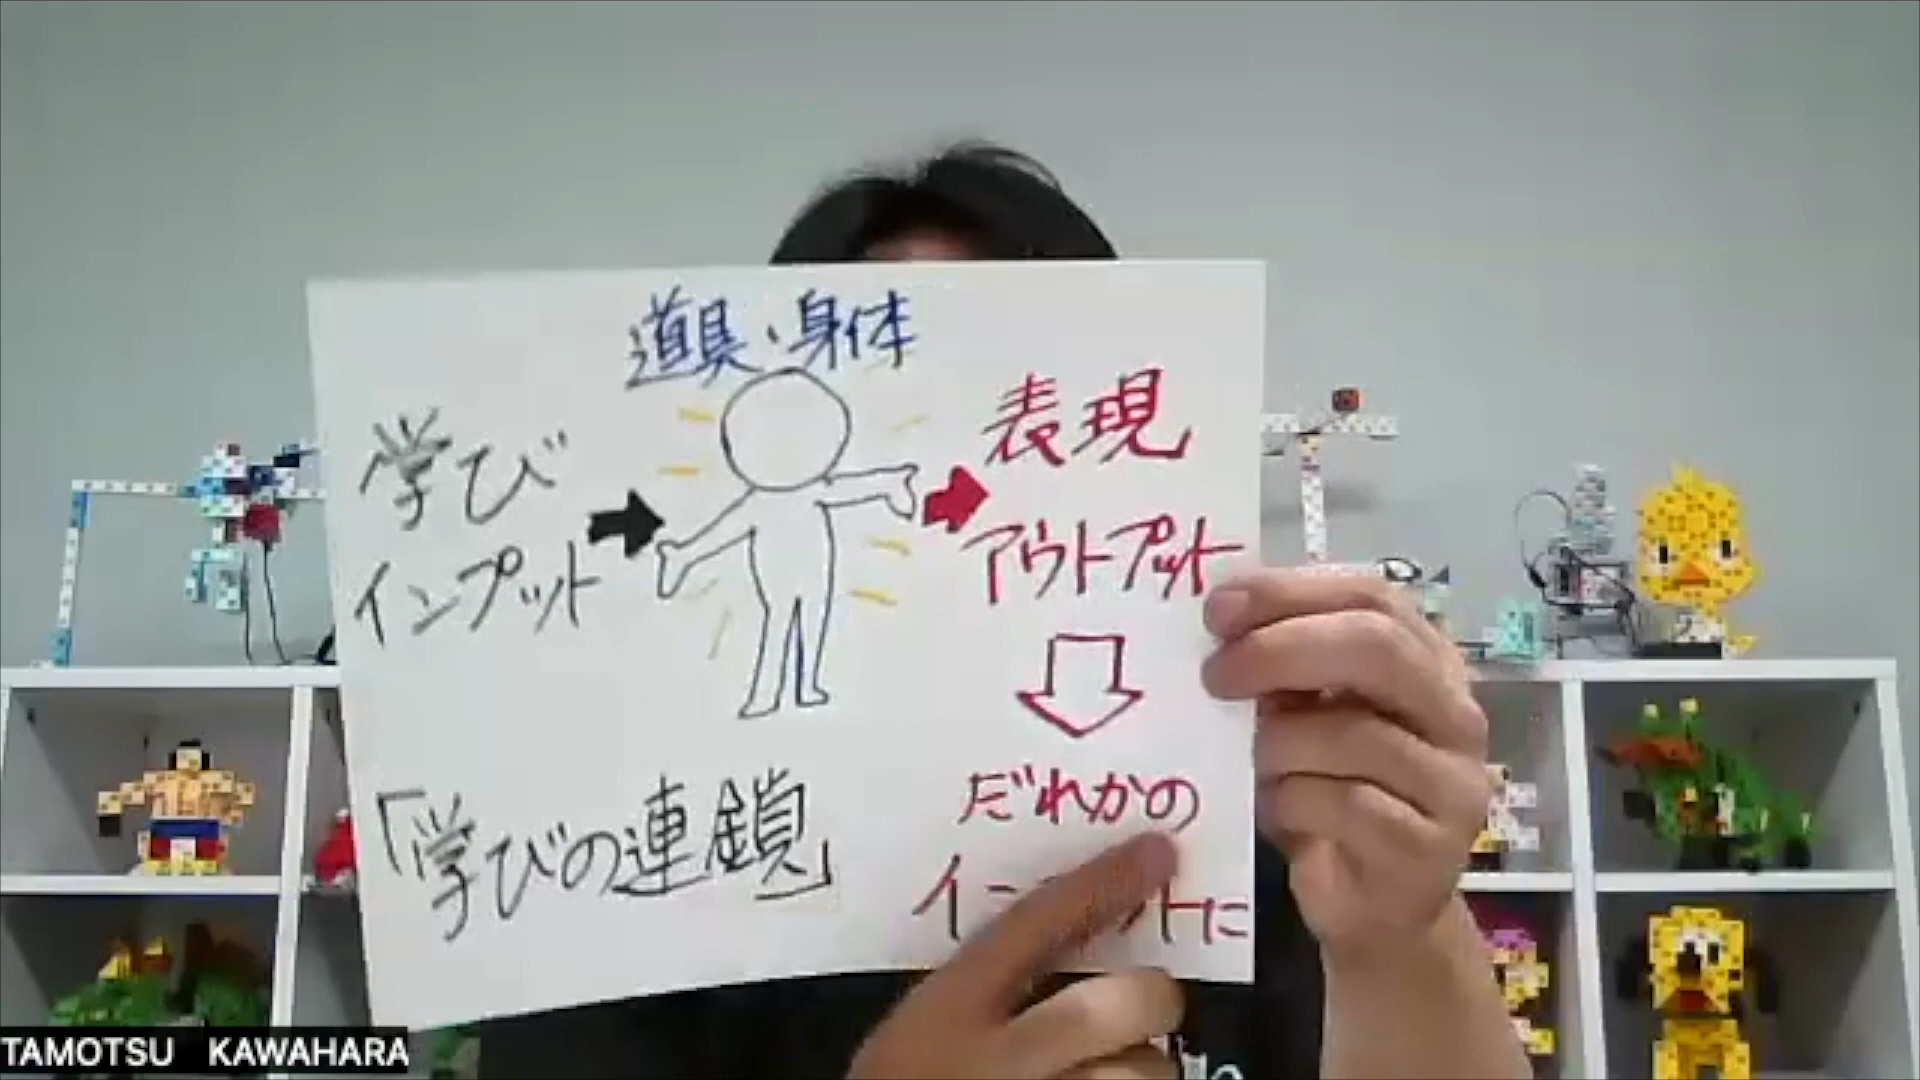 道具・身体
学び
インプット
表現
アウトプット
だれかの
「学びの連鎖」
TAMOTSU KAWAHARA